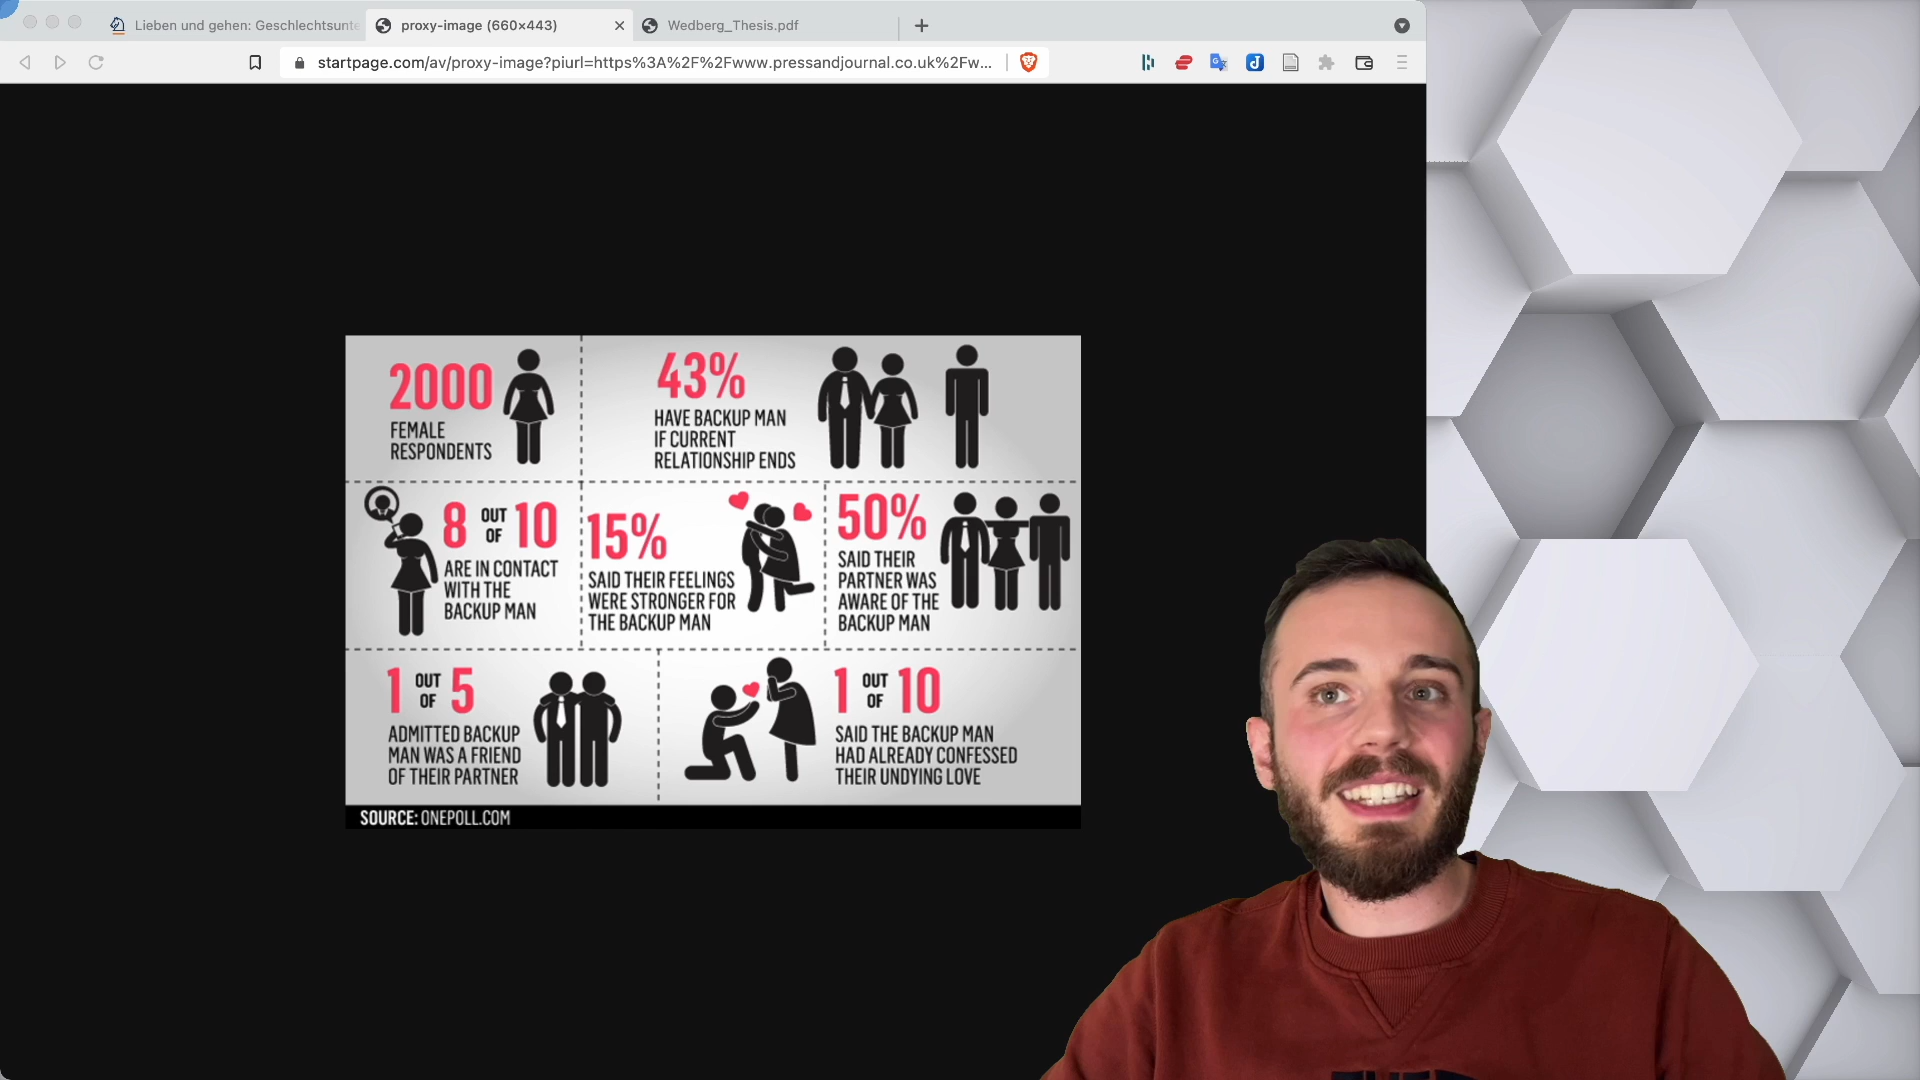 Lieben und gehen: Geschlechtsunte
proxy-image (660×443)
Wedberg_Thesis.pdf
startpage.com/av/proxy-image?piurl=https%3A%2F%2Fwww.pressandjournal.co.uk%2Fw...
2000
FEMALE
RESPONDENTS
43%
HAVE BACKUP MAN
IF CURRENT
RELATIONSHIP ENDS
8 OUT OF 10
ARE IN CONTACT
WITH THE
BACKUP MAN
15%
SAID THEIR FEELINGS
WERE STRONGER FOR
THE BACKUP MAN
50%
SAID THEIR
PARTNER WAS
AWARE OF THE
BACKUP MAN
1 OUT OF 5
ADMITTED BACKUP
MAN WAS A FRIEND
OF THEIR PARTNER
1 OUT OF 10
SAID THE BACKUP MAN
HAD ALREADY CONFESSED
THEIR UNDYING LOVE
SOURCE: ONEPOLL.COM